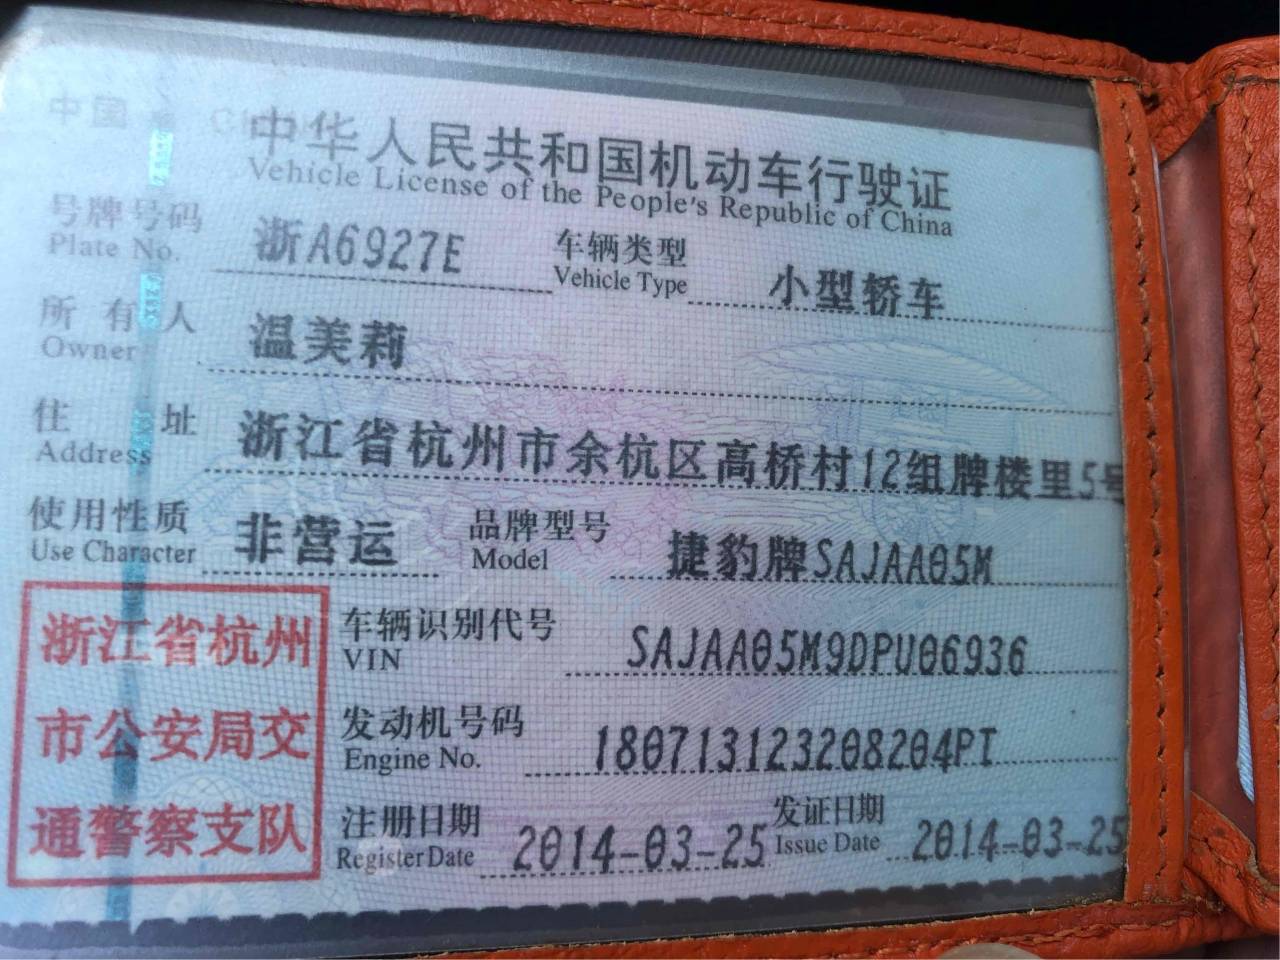 中国 China
中华人民共和国机动车行驶证
Vehicle License of the People's Republic of China
号牌号码 浙A6927E 车辆类型 小型轿车
Plate No. Vehicle Type
所有人 温美莉
Owner
住址 浙江省杭州市余杭区高桥村12组牌楼里5号
Address
使用性质 非营运 品牌型号 捷豹牌SAJAA05M
Use Character Model
浙江省杭州
市公安局交
通警察支队
车辆识别代号 SAJAA05M9DPU06936
VIN
发动机号码 180713123208204PT
Engine No.
注册日期 2014-03-25 发证日期 2014-03-25
Register Date Issue Date